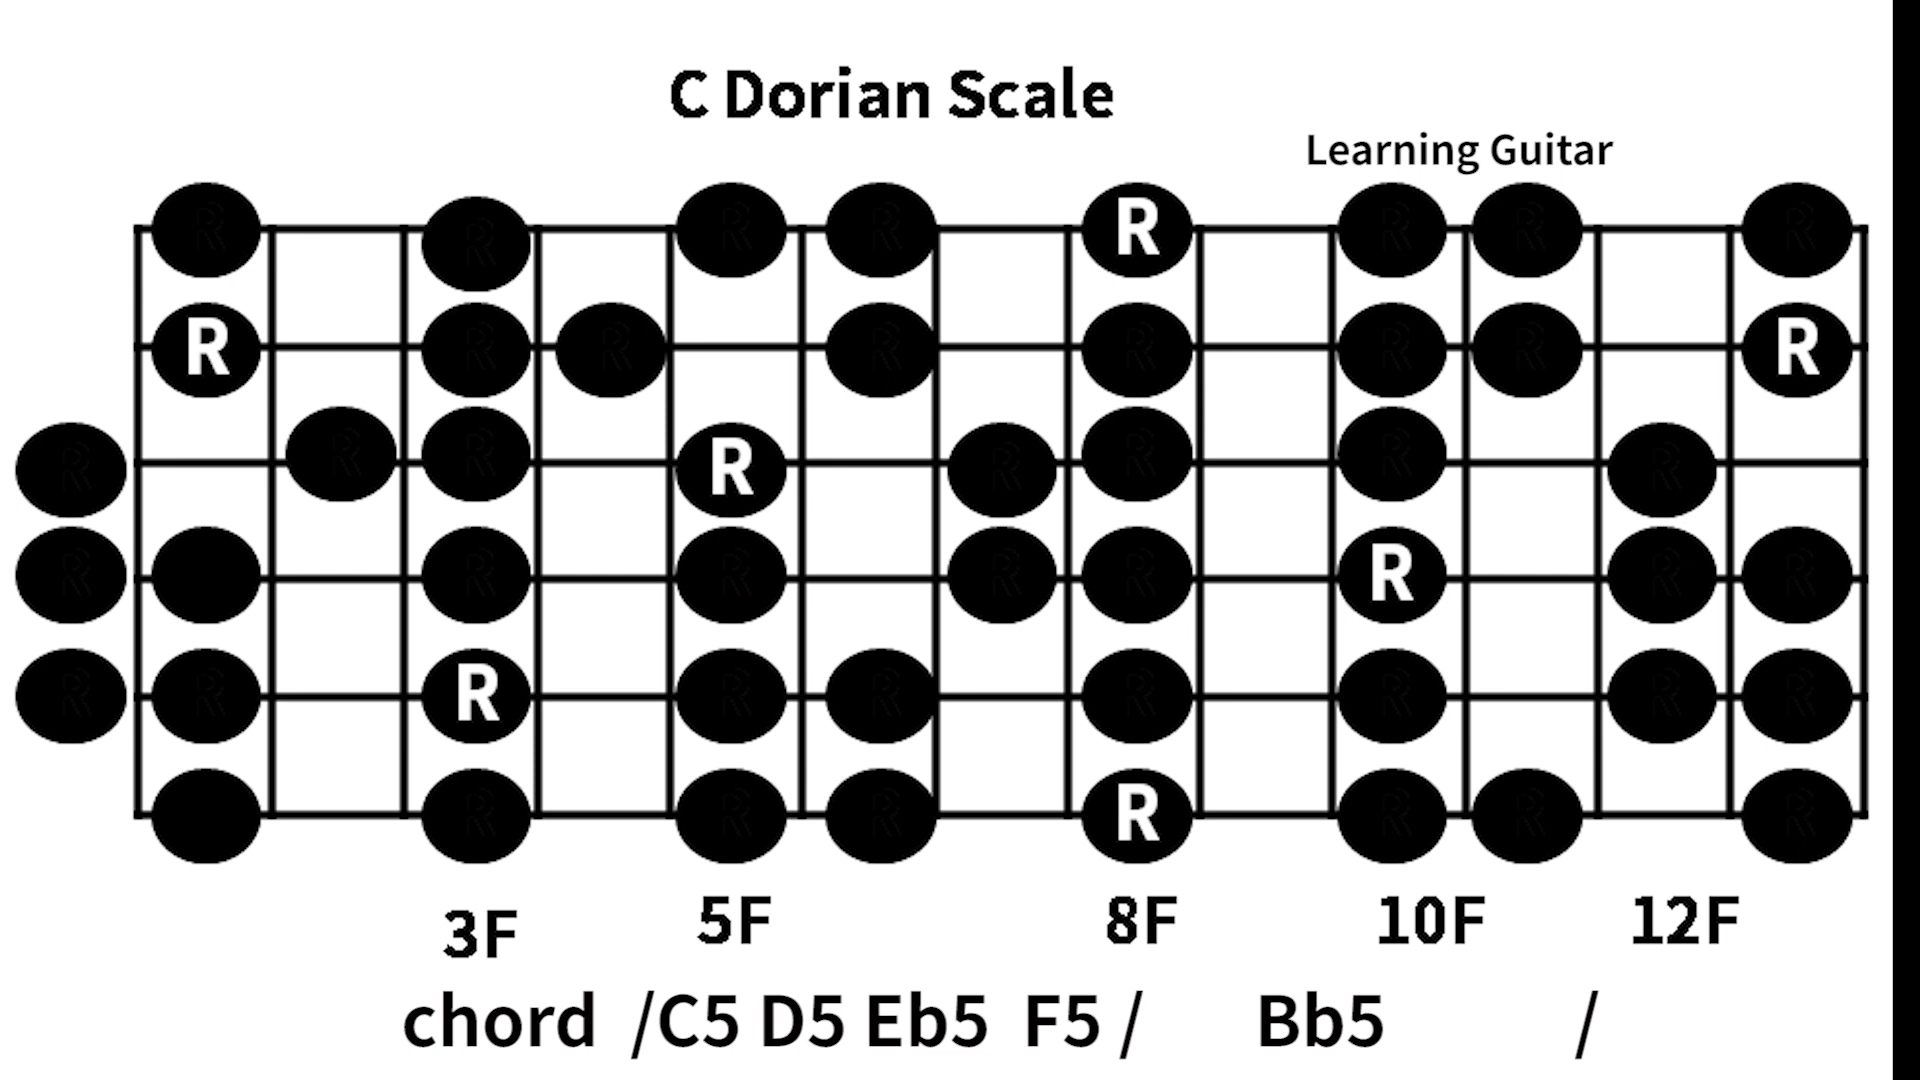 C Dorian Scale
Learning Guitar
R
R
R
R
R
R
R
3F 5F 8F 10F 12F
chord /C5 D5 Eb5 F5 / Bb5 /